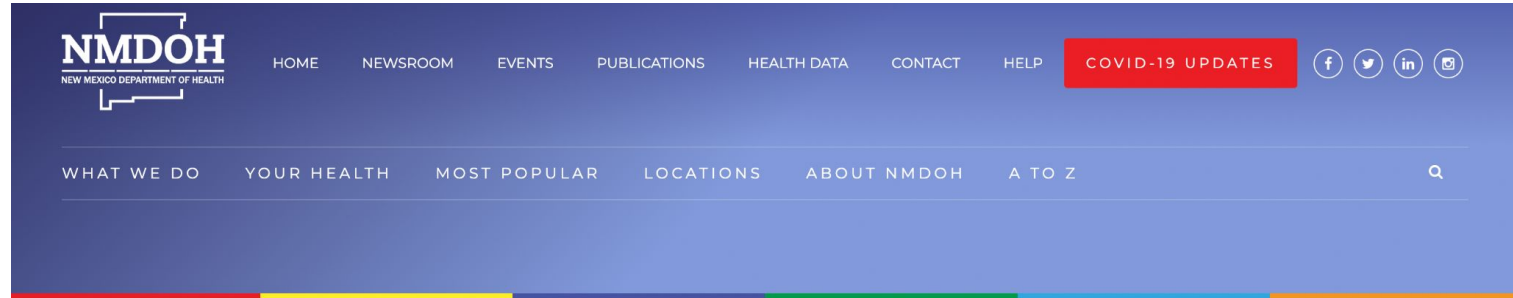 NMDOH
NEW MEXICO DEPARTMENT OF HEALTH
HOME NEWSROOM EVENTS PUBLICATIONS HEALTH DATA CONTACT HELP COVID-19 UPDATES
WHAT WE DO YOUR HEALTH MOST POPULAR LOCATIONS ABOUT NMDOH A TO Z